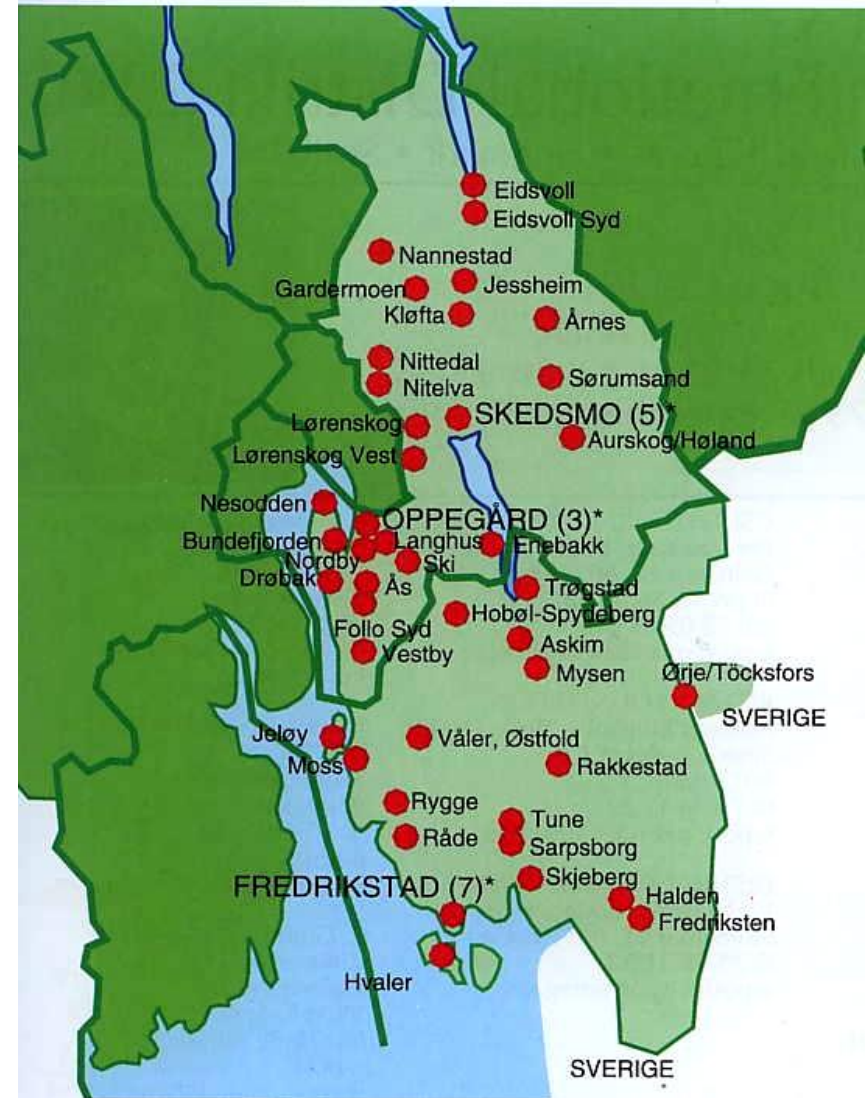 Eidsvoll
Eidsvoll Syd
Nannestad
Gardermoen
Jessheim
Kløfta
Årnes
Nittedal
Nitelva
Sørumsand
SKEDSMO (5)*
Lørenskog
Aurskog/Høland
Lørenskog Vest
Nesodden
OPPEGÅRD (3)*
Bundefjorden
Langhus
Enebakk
Nordby
Ski
Drøbak
Ås
Trøgstad
Hobøl-Spydeberg
Follo Syd
Askim
Vestby
Mysen
Ørje/Töcksfors
SVERIGE
Jeløy
Våler, Østfold
Moss
Rakkestad
Rygge
Tune
Råde
Sarpsborg
Skjeberg
FREDRIKSTAD (7)*
Halden
Fredriksten
Hvaler
SVERIGE